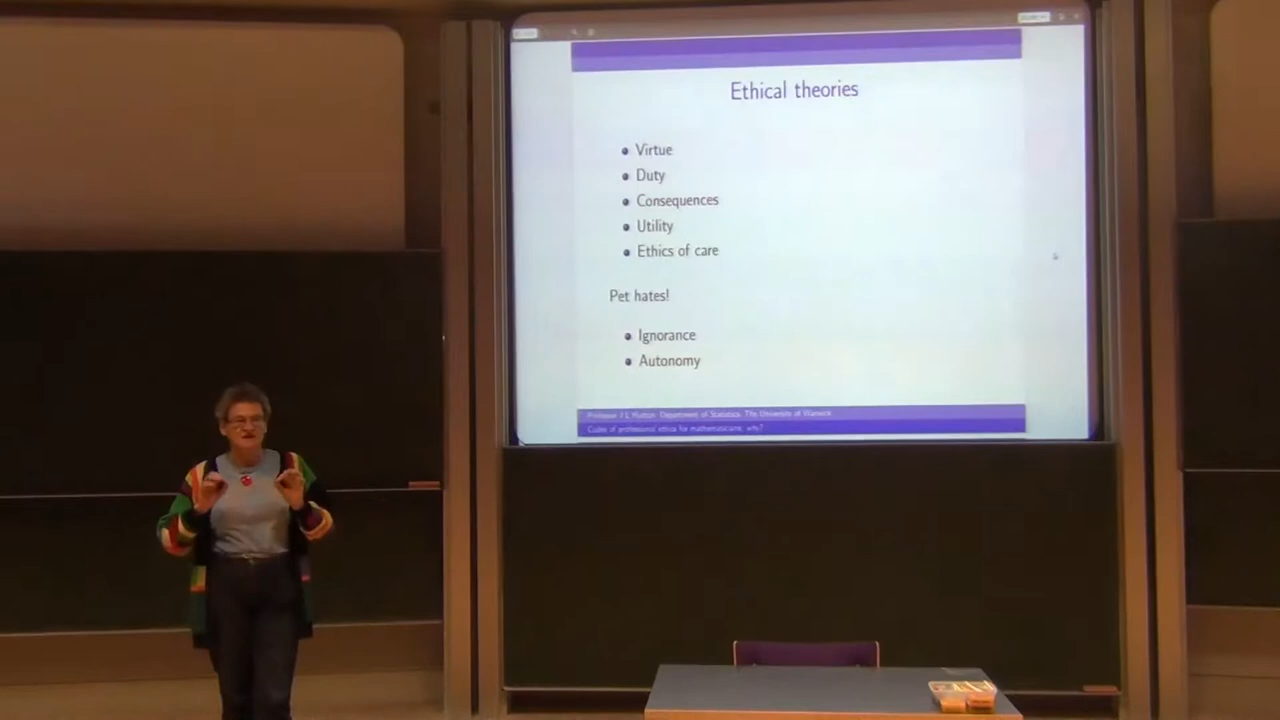 Ethical theories
Virtue
Duty
Consequences
Utility
Ethics of care
Pet hates!
Ignorance
Autonomy
Professor J L Hutton Department of Statistics, The University of Warwick
Codes of professional ethics for mathematicians, why?